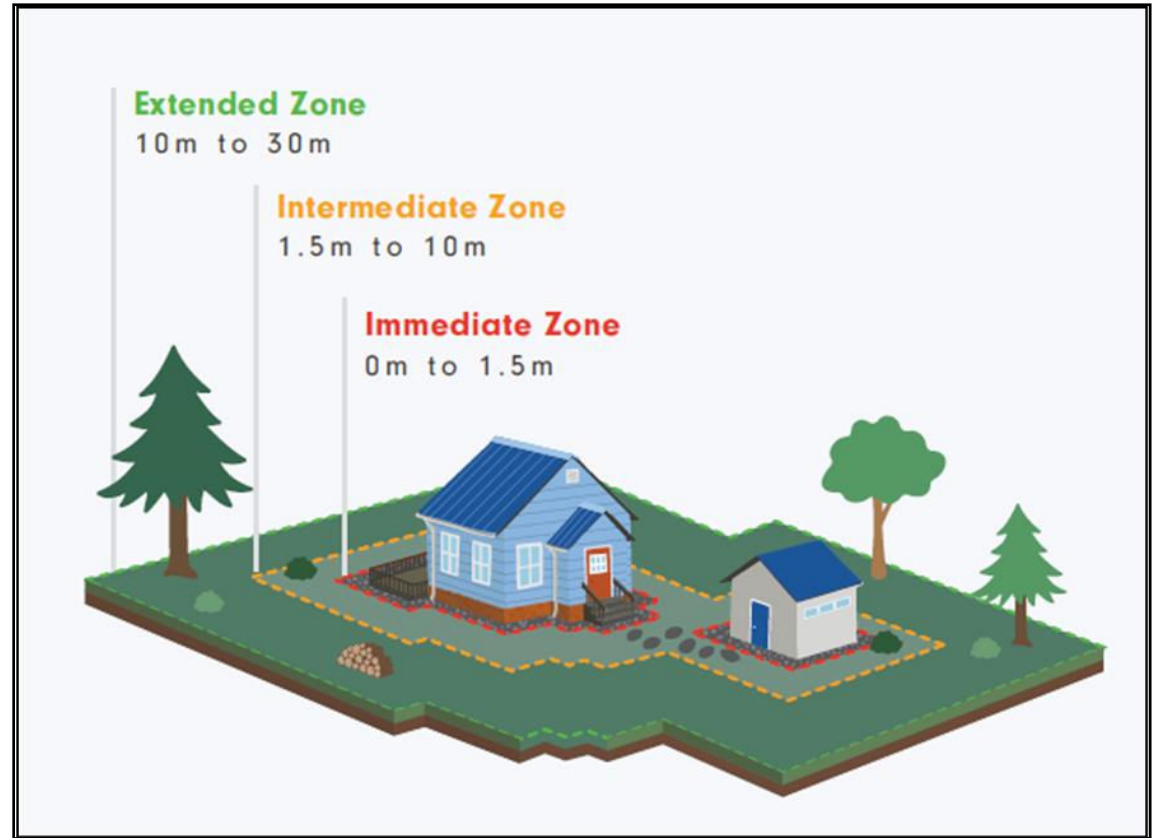 Extended Zone
10m to 30m
Intermediate Zone
1.5m to 10m
Immediate Zone
0m to 1.5m